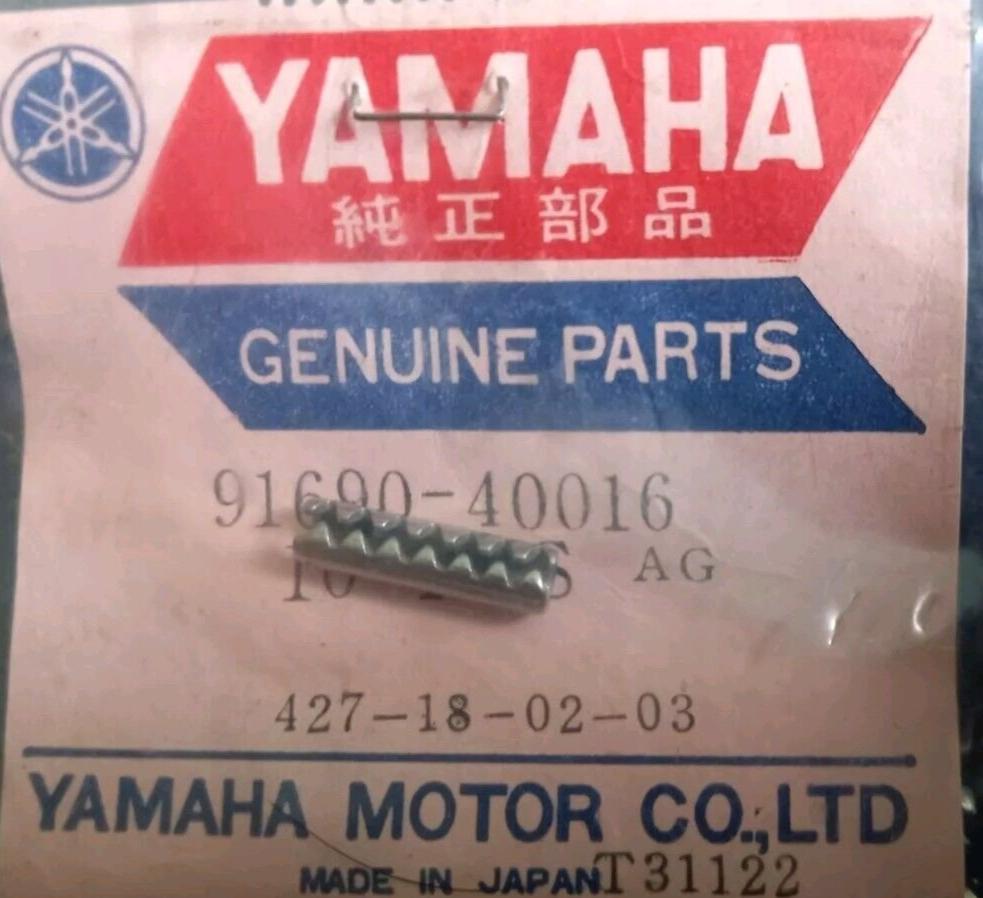 YAMAHA
純正部品
GENUINE PARTS
91690-40016
AG
427-18-02-03
YAMAHA MOTOR CO.,LTD
MADE IN JAPAN T31122